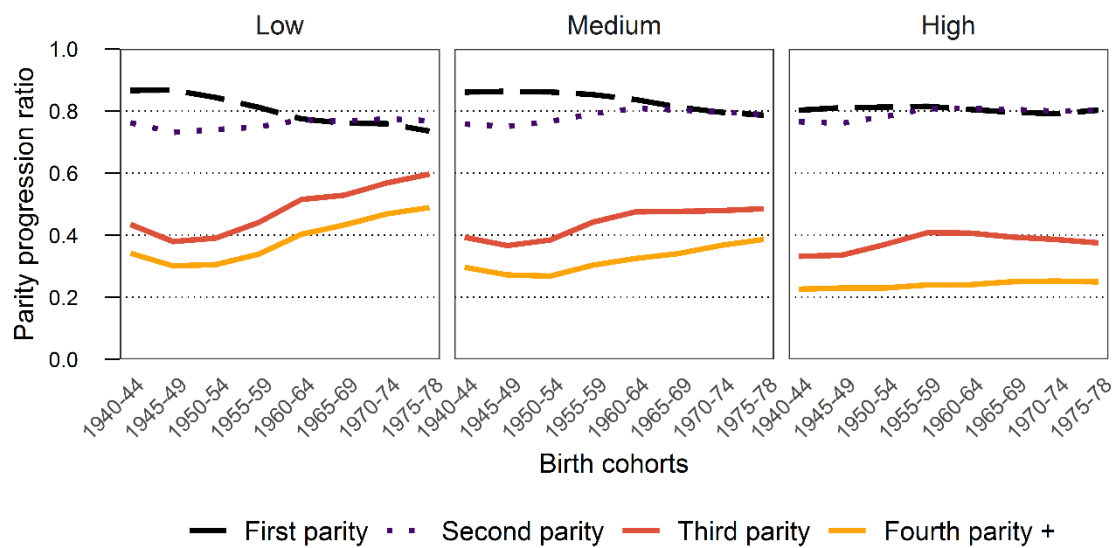 Low Medium High
Parity progression ratio
1.0
0.8
0.6
0.4
0.2
0.0
1940-44 1945-49 1950-54 1955-59 1960-64 1965-69 1970-74 1975-78 1940-44 1945-49 1950-54 1955-59 1960-64 1965-69 1970-74 1975-78 1940-44 1945-49 1950-54 1955-59 1960-64 1965-69 1970-74 1975-78
Birth cohorts
First parity Second parity Third parity Fourth parity +